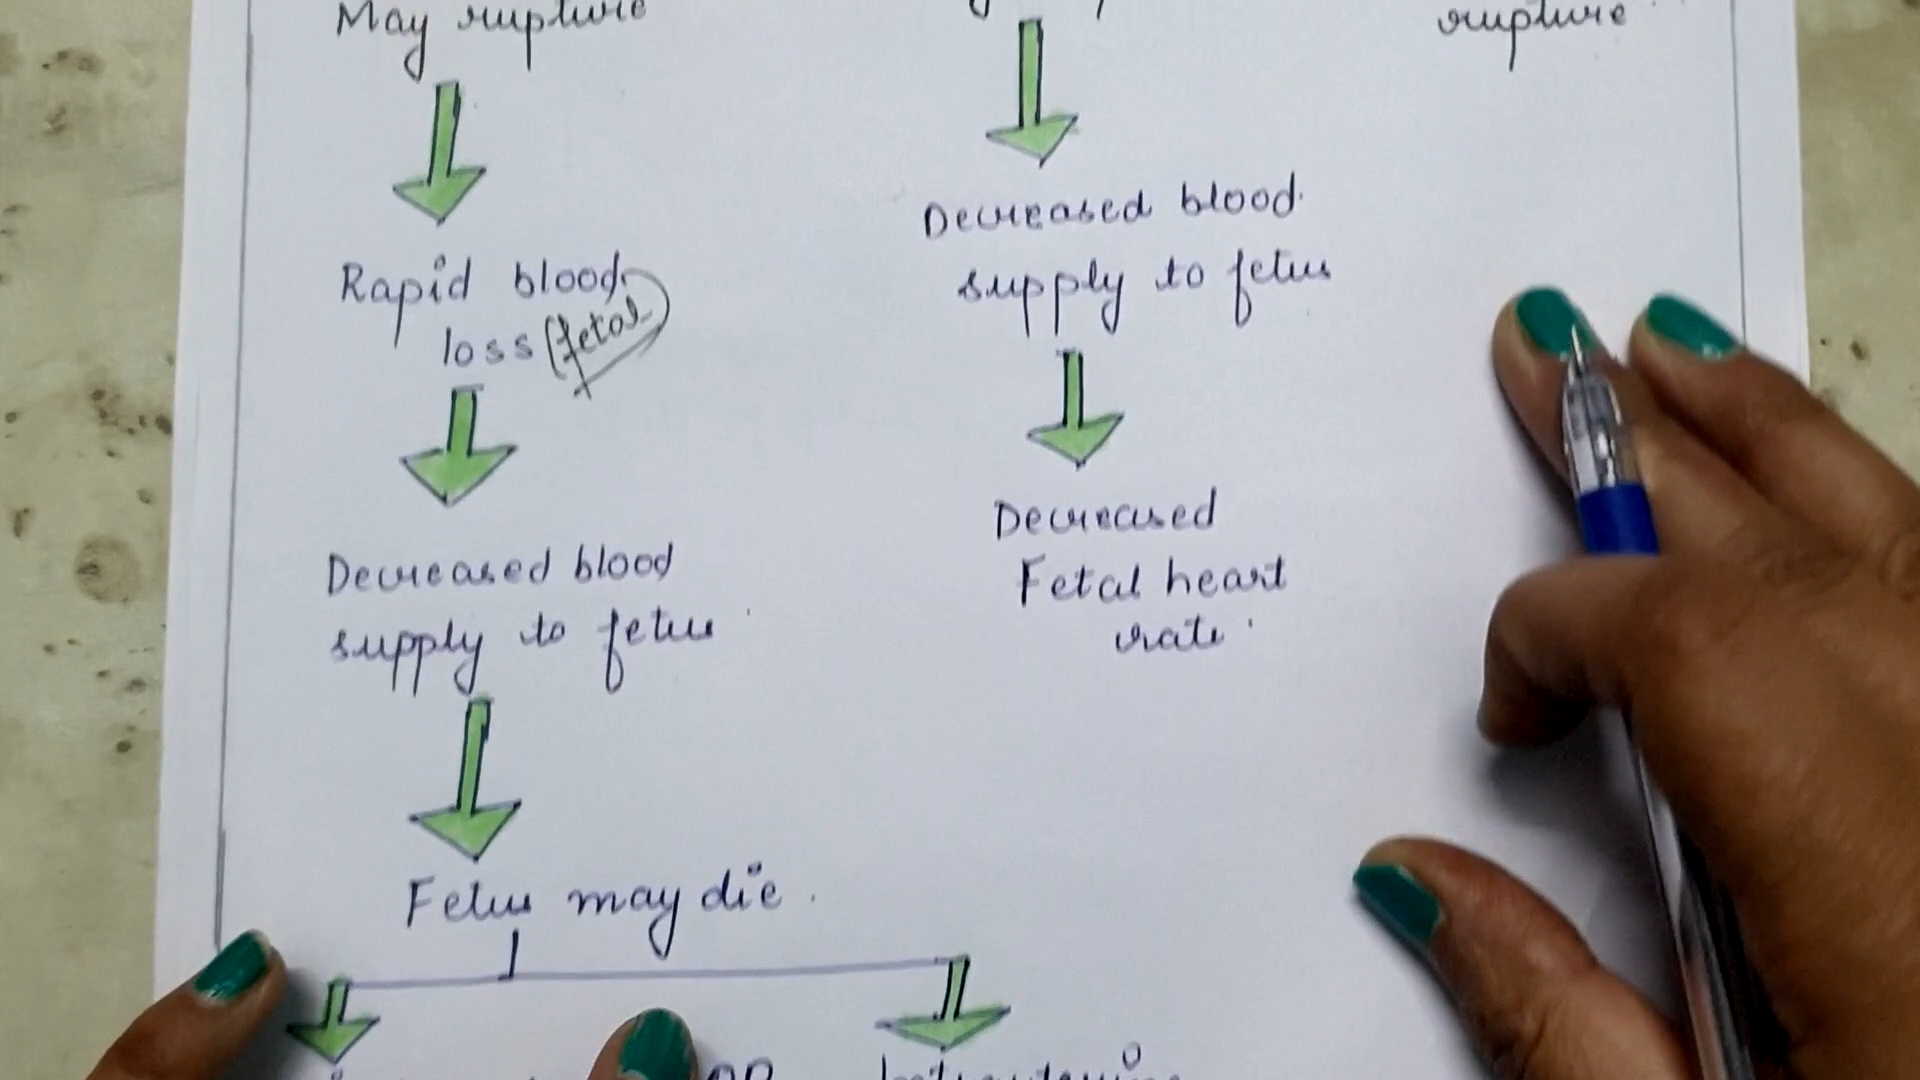 May rupture
rupture
Rapid blood
loss (fetal)
Decreased blood
supply to fetus
Fetus may die.
Decreased blood
supply to fetus
Decreased
Fetal heart
rate.
OR